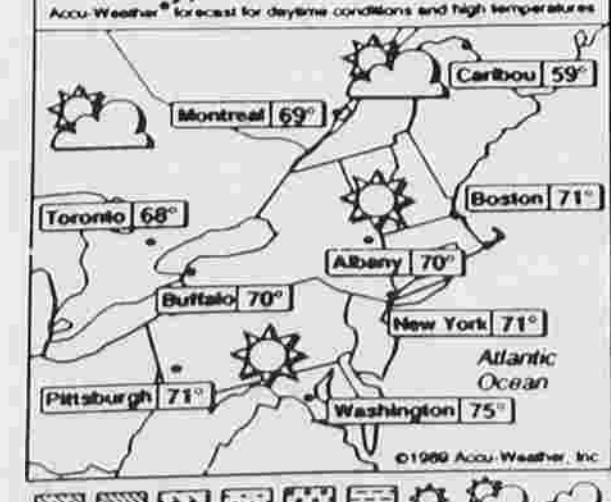 Accu-Weather® forecast for daytime conditions and high temperatures
Caribou 59°
Montreal 69°
Boston 71°
Toronto 68°
Albany 70°
Buffalo 70°
New York 71°
Atlantic
Ocean
Pittsburgh 71°
Washington 75°
©1989 Accu-Weather, Inc